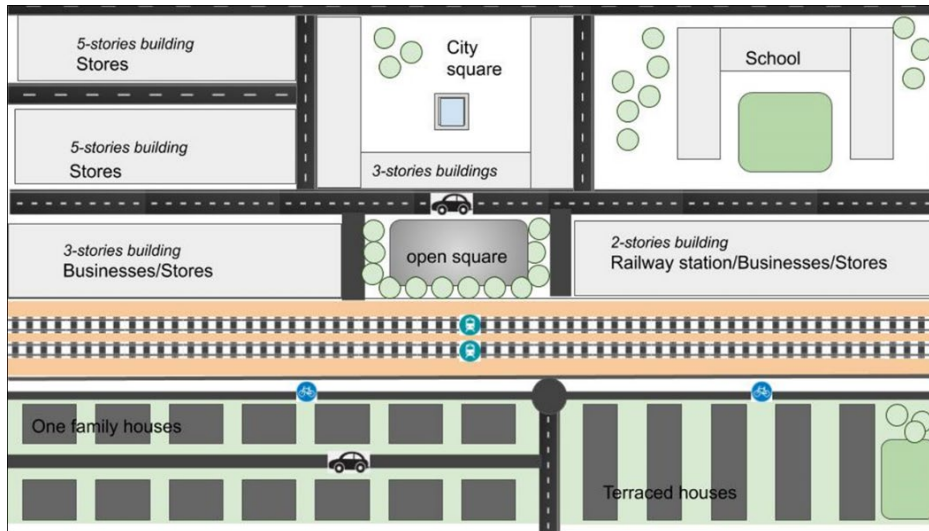 5-stories building
Stores
City
square
School
5-stories building
Stores
3-stories buildings
3-stories building
Businesses/Stores
open square
2-stories building
Railway station/Businesses/Stores
One family houses
Terraced houses